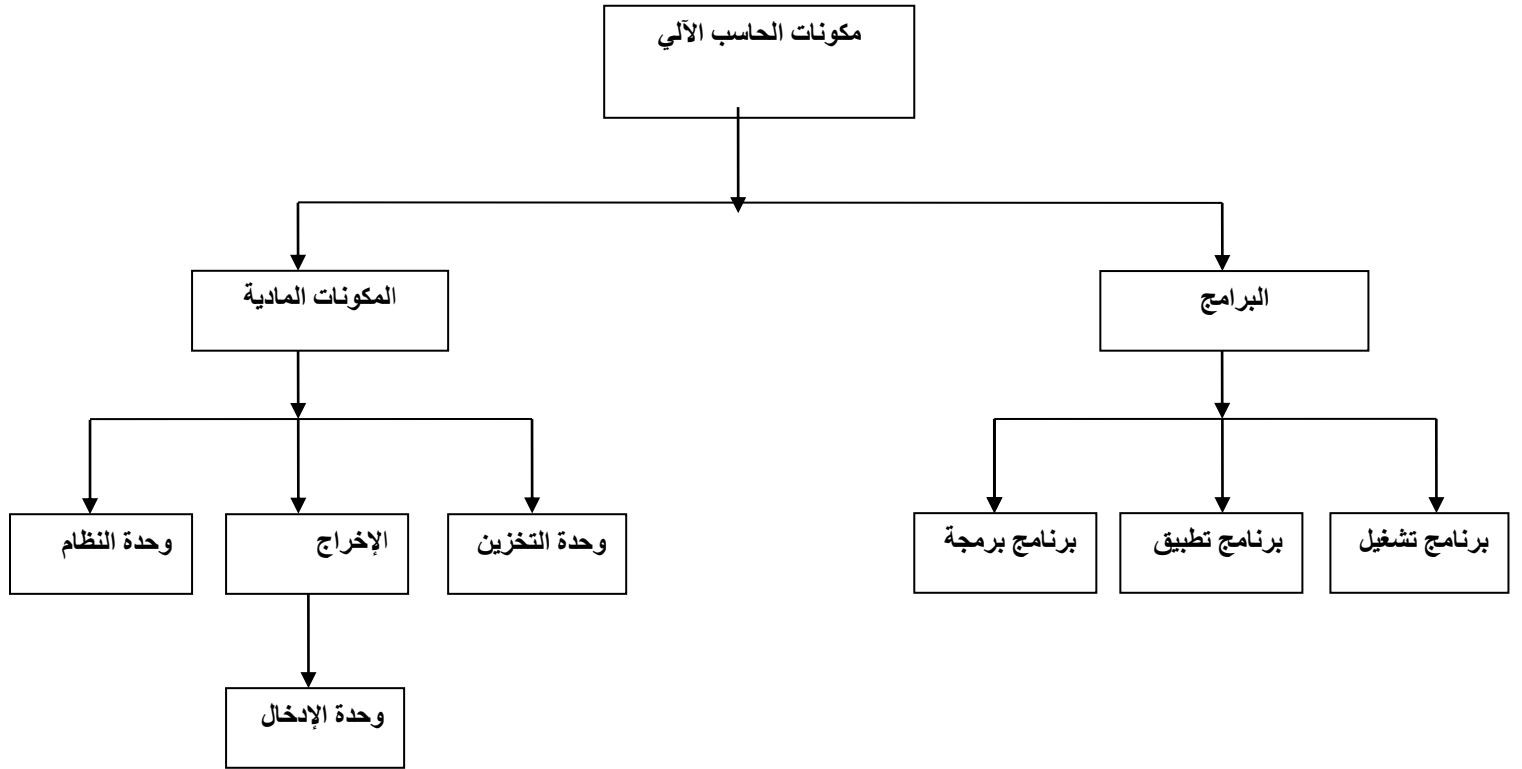 مكونات الحاسب الآلي
البرامج
المكونات المادية
برنامج تشغيل
برنامج تطبيق
برنامج برمجة
وحدة التخزين
الإخراج
وحدة النظام
وحدة الإدخال